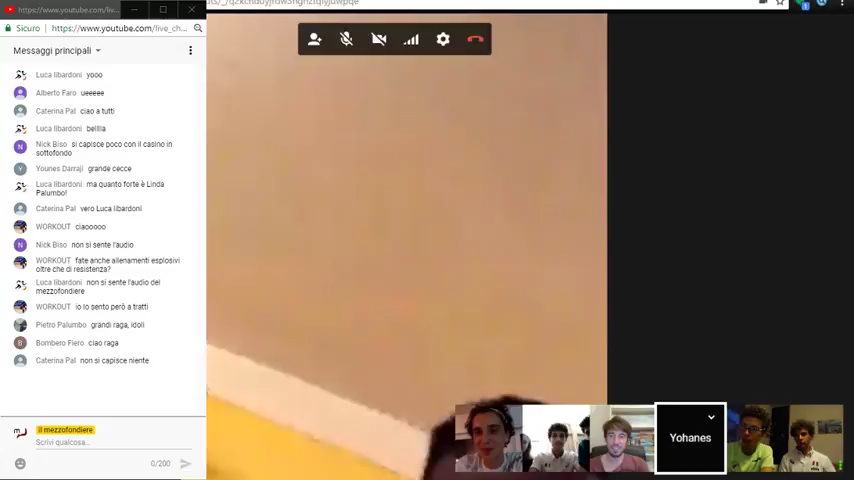 https://www.youtube.com/live
Sicuro
https://www.youtube.com/live_ch...
Messaggi principali
Luca libardoni yooo
Alberto Faro ueeeee
Caterina Pal ciao a tutti
Luca libardoni bellila
Nick Biso si capisce poco con il casino in
sottofondo
Younes Darraji grande cecce
Luca libardoni ma quanto forte è Linda
Palumbo!
Caterina Pal vero Luca libardoni
WORKOUT ciaooooo
Nick Biso non si sente l'audio
WORKOUT fate anche allenamenti esplosivi
oltre che di resistenza?
Luca libardoni non si sente l'audio del
mezzofondiere
WORKOUT io lo sento però a tratti
Pietro Palumbo grandi raga, idoli
Bombero Fiero ciao raga
Caterina Pal non si capisce niente
il mezzofondiere
Scrivi qualcosa...
0/200
Yohanes